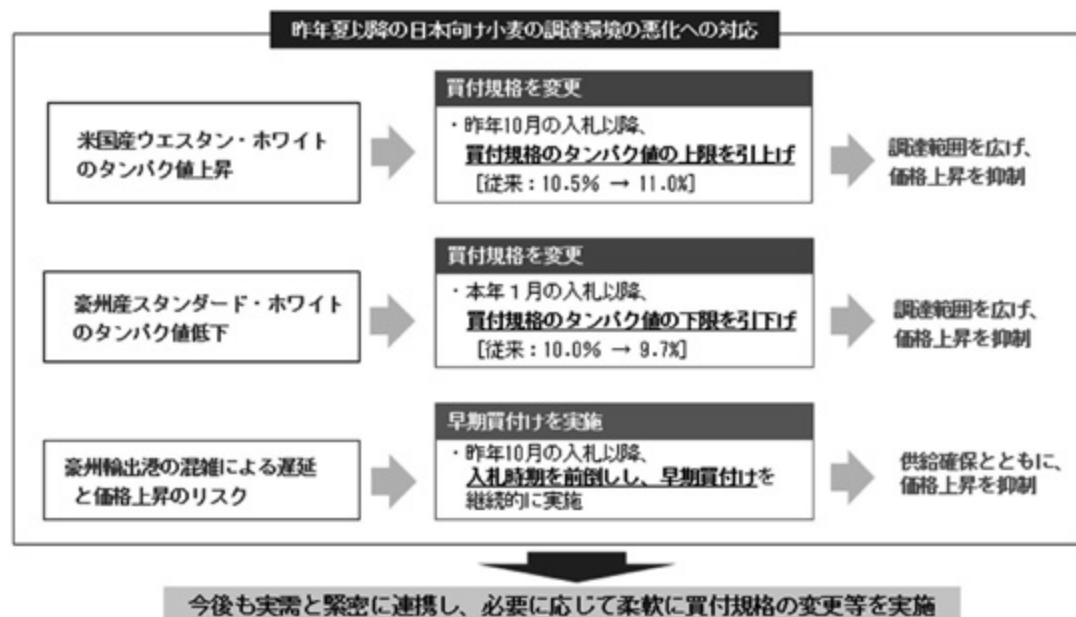 昨年夏以降の日本向け小麦の調達環境の悪化への対応
米国産ウエスタン・ホワイト
のタンパク値上昇
買付規格を変更
・昨年10月の入札以降、
買付規格のタンパク値の上限を引上げ
[従来：10.5% → 11.0%]
調達範囲を広げ、
価格上昇を抑制
豪州産スタンダード・ホワイト
のタンパク値低下
買付規格を変更
・本年１月の入札以降、
買付規格のタンパク値の下限を引下げ
[従来：10.0% → 9.7%]
調達範囲を広げ、
価格上昇を抑制
豪州輸出港の混雑による遅延
と価格上昇のリスク
早期買付けを実施
・昨年10月の入札以降、
入札時期を前倒しし、早期買付けを
継続的に実施
供給確保とともに、
価格上昇を抑制
今後も実需と緊密に連携し、必要に応じて柔軟に買付規格の変更等を実施